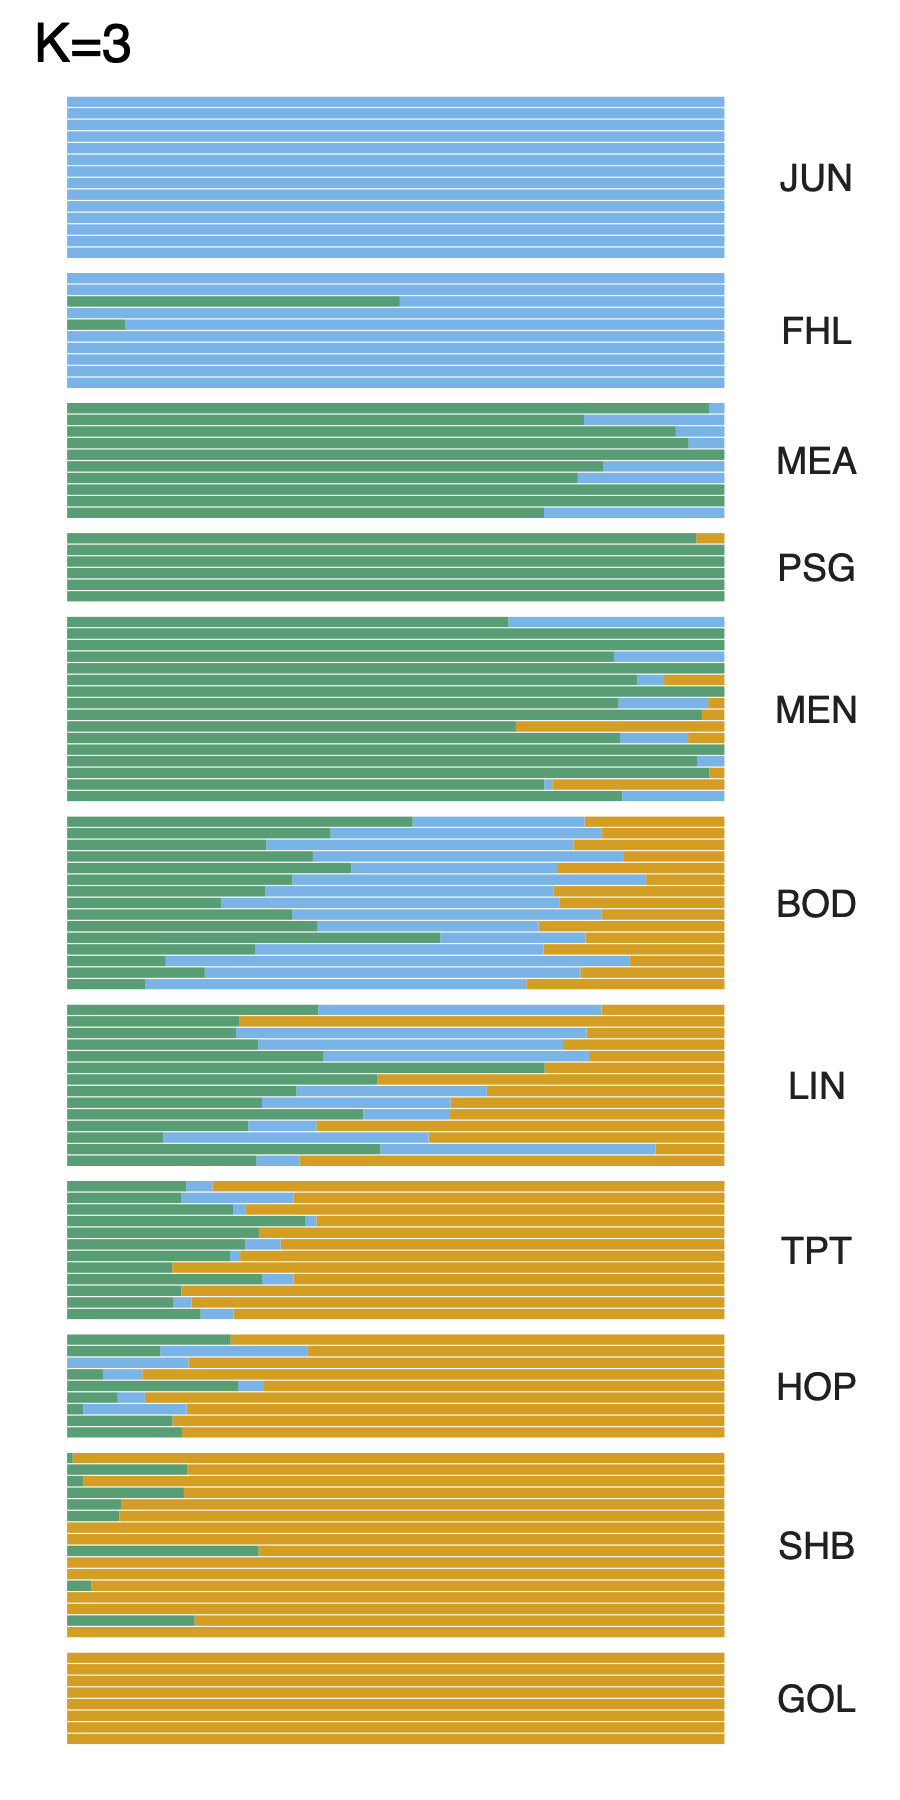 K=3
JUN
FHL
MEA
PSG
MEN
BOD
LIN
TPT
HOP
SHB
GOL